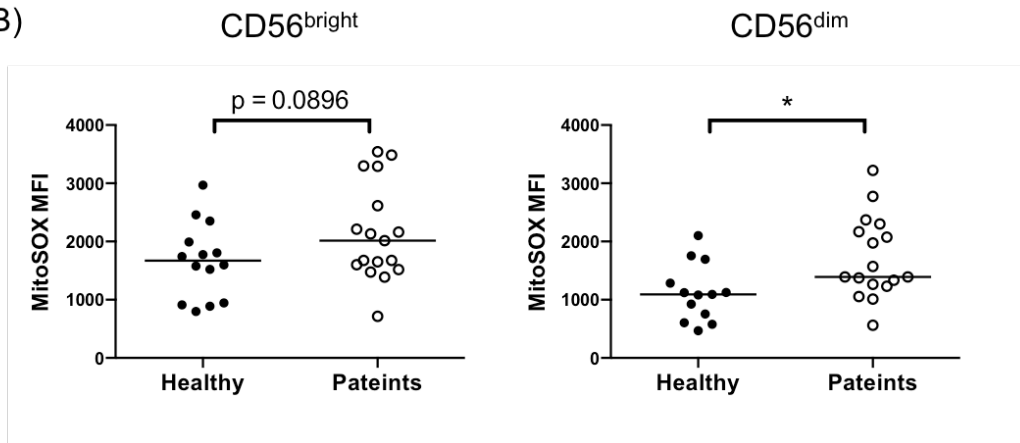 B)
CD56bright
CD56dim
p = 0.0896
*
4000
3000
2000
1000
0
MitoSOX MFI
Healthy
Pateints
4000
3000
2000
1000
0
MitoSOX MFI
Healthy
Pateints